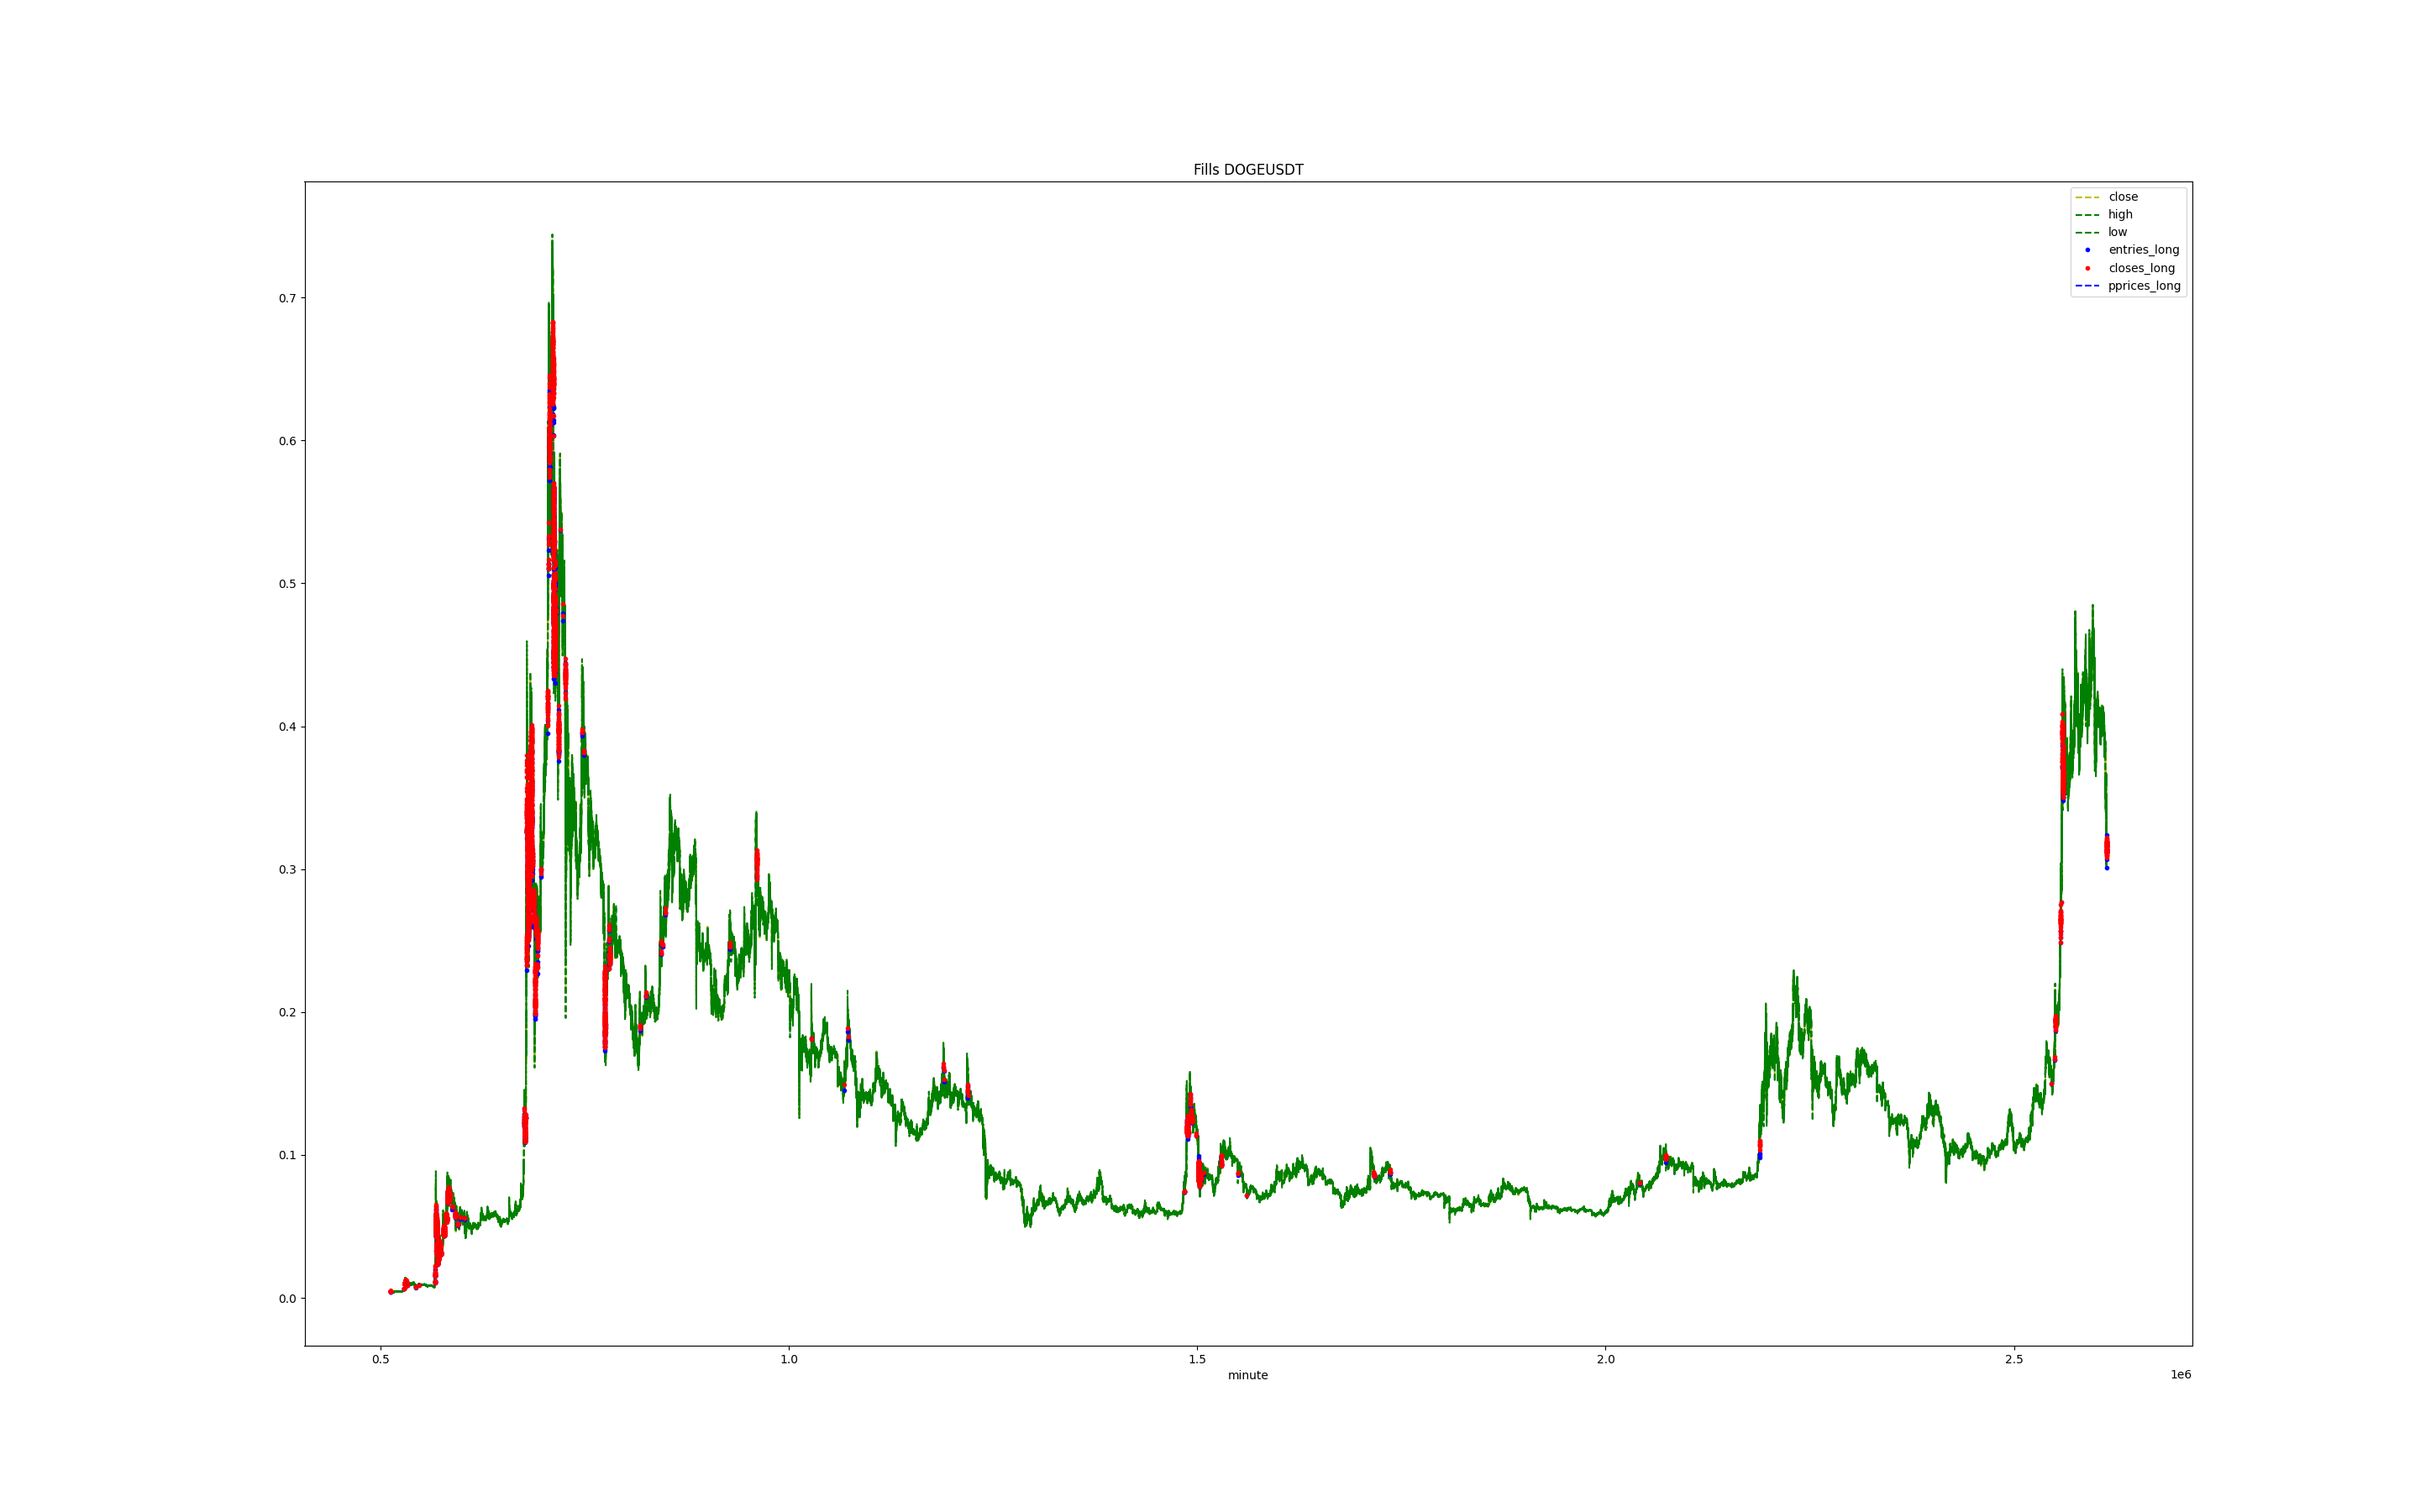 Fills DOGEUSDT
close
high
low
entries_long
closes_long
pprices_long
0.7
0.6
0.5
0.4
0.3
0.2
0.1
0.0
0.5 1.0 1.5 2.0 2.5
1e6
minute